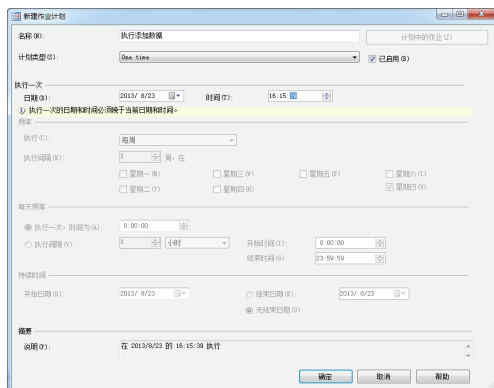 新建作业计划
名称(N): 执行添加数据 计划中的作业(J)
计划类型(S): One time 已启用(B)
执行一次
日期(D): 2013/ 8/23 时间(T): 16:15:39
执行一次的日期和时间必须晚于当前日期和时间。
频率
执行(C): 每周
执行间隔(R): 1 周，在
星期一(M) 星期三(W) 星期五(F) 星期六(Y)
星期二(T) 星期四(H) 星期日(U)
每天频率
执行一次，时间为(A): 0:00:00
执行间隔(V): 1 小时 开始时间(I): 0:00:00
结束时间(G): 23:59:59
持续时间
开始日期(D): 2013/ 8/23 结束日期(E): 2013/ 8/23
无结束日期(O):
摘要
说明(P): 在 2013/8/23 的 16:15:39 执行
确定 取消 帮助